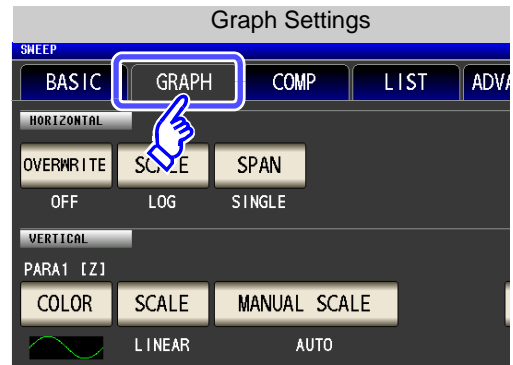 Graph Settings
SWEEP
BASIC GRAPH COMP LIST
HORIZONTAL
OVERWRITE SCALE SPAN
OFF LOG SINGLE
VERTICAL
PARA1 [Z]
COLOR SCALE MANUAL SCALE
LINEAR AUTO